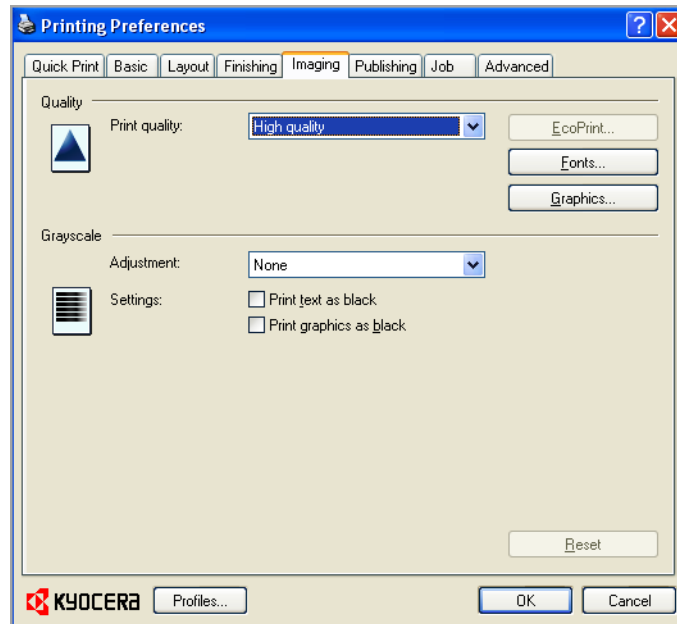 Printing Preferences
Quick Print Basic Layout Finishing Imaging Publishing Job Advanced
Quality
Print quality: High quality EcoPrint...
Fonts...
Graphics...
Grayscale
Adjustment: None
Settings: Print text as black
Print graphics as black
Reset
KYOCERA Profiles... OK Cancel